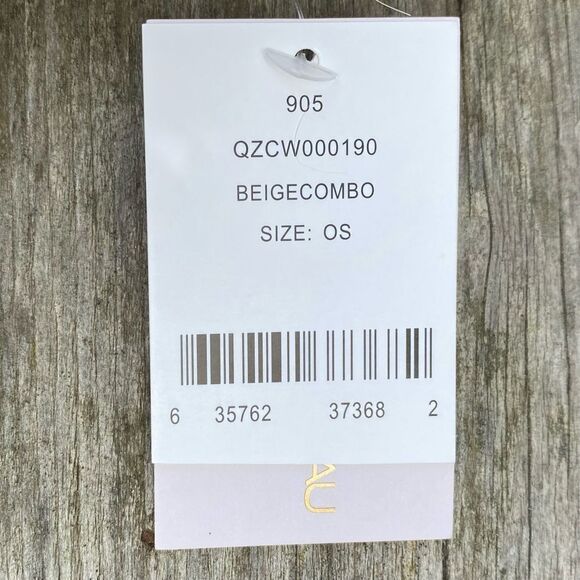 905
QZCW000190
BEIGECOMBO
SIZE: OS
6 35762 37368 2